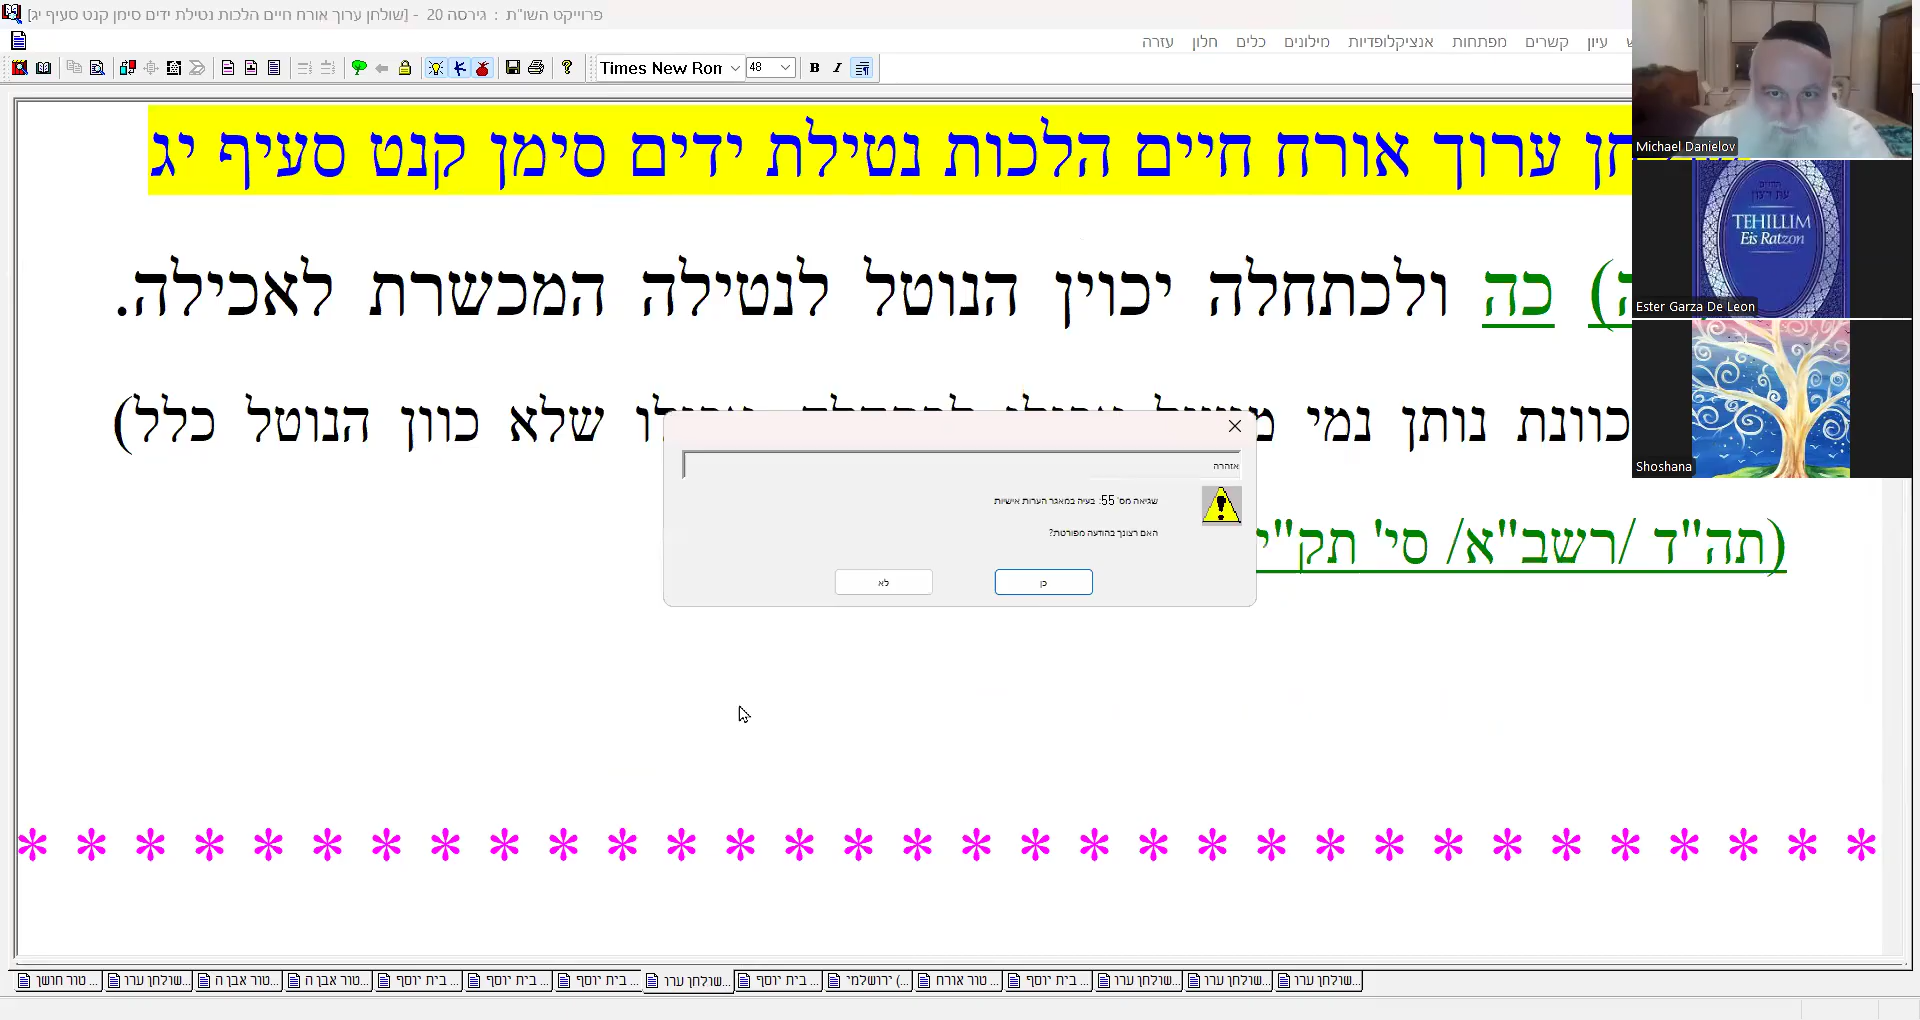 פרוייקט השו"ת : גירסה 20 - [שולחן ערוך אורח חיים הלכות נטילת ידים סימן קנט סעיף יג]
עיון קשרים מפתחות אנציקלופדיות מילונים כלים חלון עזרה
Times New Ron 48 B I
ערוך אורח חיים הלכות נטילת ידים סימן קנט סעיף יג
כה ולכתחלה יכוין הנוטל לנטילה המכשרת לאכילה.
כוונת נותן נמי שלא כוון הנוטל כלל)
(תה"ד /רשב"א/ סי' תק"י
אזהרה
שגיאה מס' 55: בעיה במאגר הערות אישיות
האם רצונך בהודעה מפורטת?
כן
לא
Michael Danielov
TEHILLIM
Eis Ratzon
Ester Garza De Leon
Shoshana
* * * * * * * * * * * * * * * * * * * * * * * * * * * * * * * *
טור חושן ...
שולחן ערו...
טור אבן ה...
טור אבן ה...
בית יוסף ...
בית יוסף ...
בית יוסף ...
שולחן ערו...
בית יוסף ...
ירושלמי (...
טור אורח ...
בית יוסף ...
שולחן ערו...
שולחן ערו...
שולחן ערו...